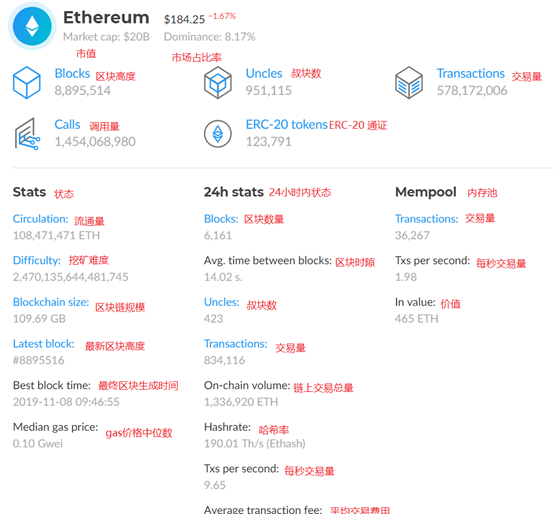 Ethereum $184.25 -1.67%
Market cap: $20B Dominance: 8.17%
市值 市场占比率
Blocks 区块高度
8,895,514
Uncles 叔块数
951,115
Transactions 交易量
578,172,006
Calls 调用量
1,454,068,980
ERC-20 tokens ERC-20 通证
123,791
Stats 状态
Circulation: 流通量
108,471,471 ETH
Difficulty: 挖矿难度
2,470,135,644,481,745
Blockchain size: 区块链规模
109.69 GB
Latest block: 最新区块高度
#8895516
Best block time: 最终区块生成时间
2019-11-08 09:46:55
Median gas price: gas价格中位数
0.10 Gwei
24h stats 24小时内状态
Blocks: 区块数量
6,161
Avg. time between blocks: 区块时隙
14.02 s.
Uncles: 叔块数
423
Transactions: 交易量
834,116
On-chain volume: 链上交易总量
1,336,920 ETH
Hashrate: 哈希率
190.01 Th/s (Ethash)
Txs per second: 每秒交易量
9.65
Average transaction fee: 平均交易费用
Mempool 内存池
Transactions: 交易量
36,267
Txs per second: 每秒交易量
1.98
In value: 价值
465 ETH